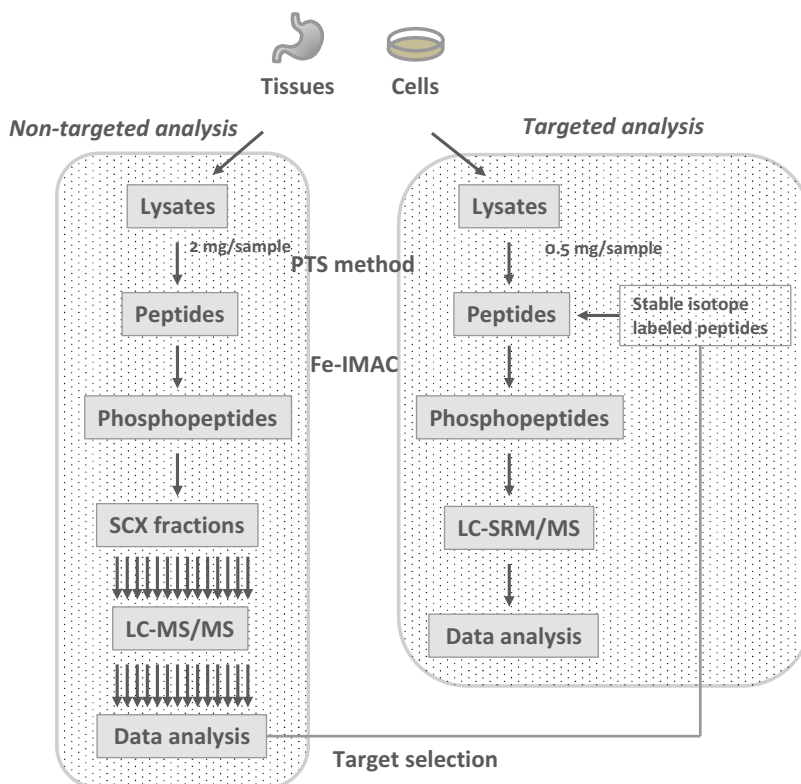 Tissues
Cells
Non-targeted analysis
Targeted analysis
Lysates
Lysates
2 mg/sample
0.5 mg/sample
PTS method
Peptides
Peptides
Stable isotope
labeled peptides
Fe-IMAC
Phosphopeptides
Phosphopeptides
SCX fractions
LC-SRM/MS
LC-MS/MS
Data analysis
Data analysis
Target selection